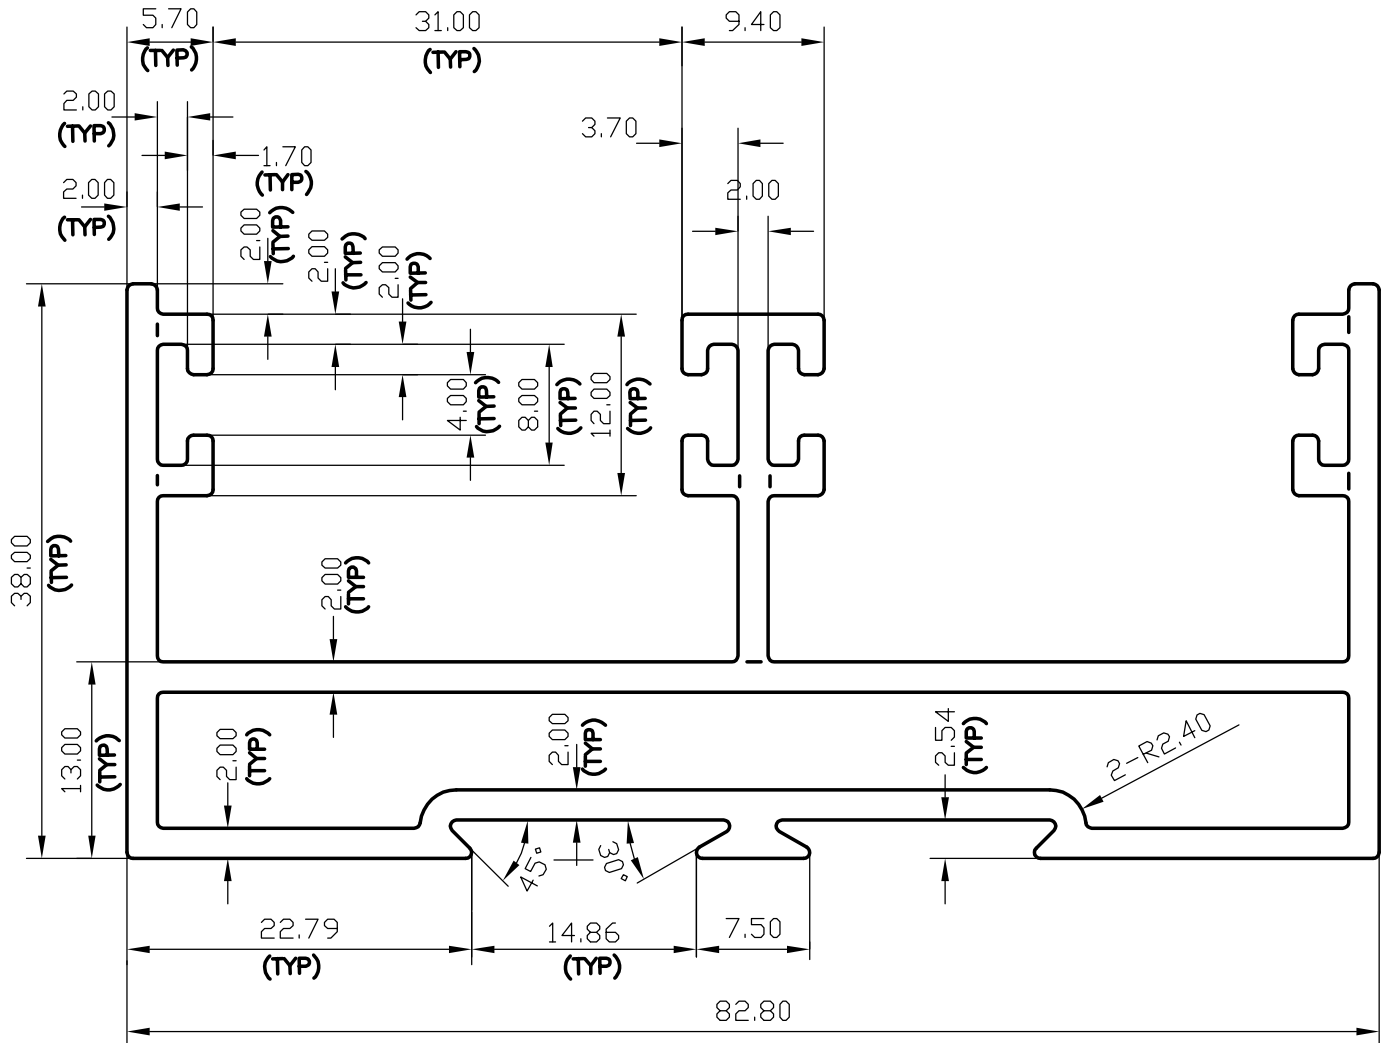 5.70
(TYP)
31.00
(TYP)
9.40
2.00
(TYP)
1.70
(TYP)
3.70
2.00
(TYP)
2.00
2.00
(TYP)
2.00
(TYP)
2.00
(TYP)
4.00
(TYP)
8.00
(TYP)
12.00
(TYP)
38.00
(TYP)
2.00
(TYP)
13.00
(TYP)
2.00
(TYP)
2.00
(TYP)
2.54
(TYP)
2-R2.40
45°
30°
22.79
(TYP)
14.86
(TYP)
7.50
82.80